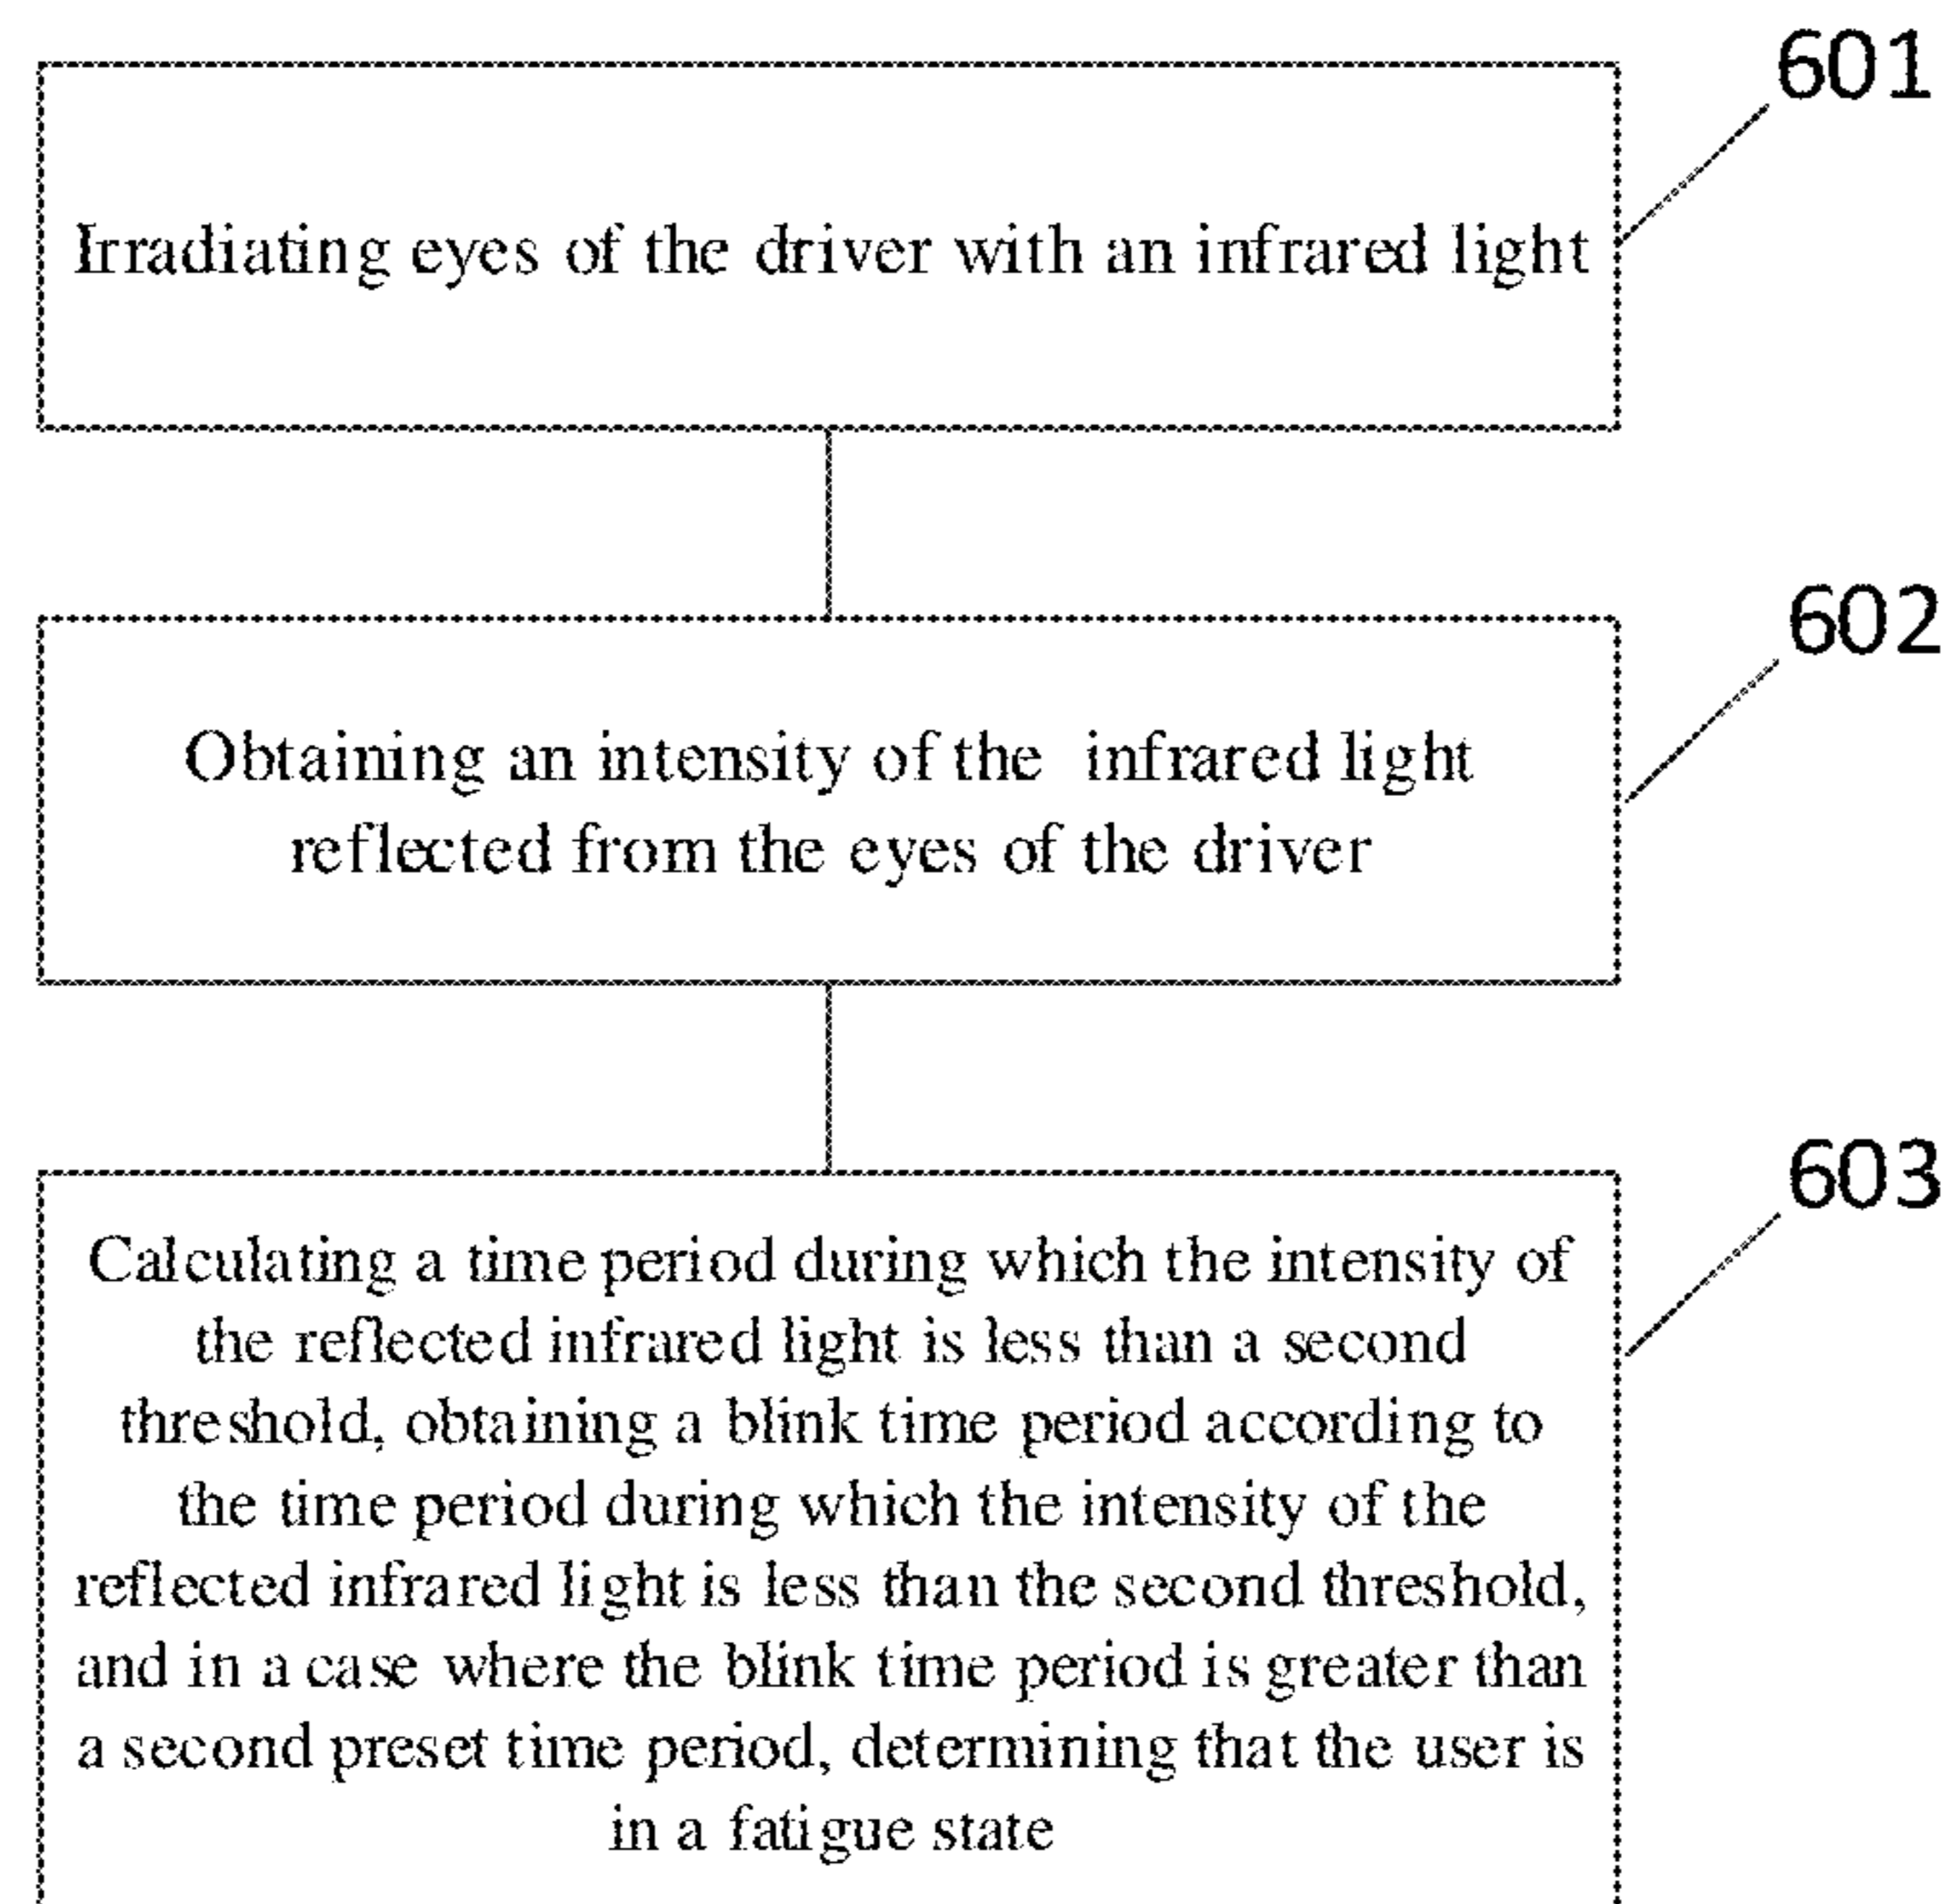 601
Irradiating eyes of the driver with an infrared light
602
Obtaining an intensity of the infrared light
reflected from the eyes of the driver
603
Calculating a time period during which the intensity of
the reflected infrared light is less than a second
threshold, obtaining a blink time period according to
the time period during which the intensity of the
reflected infrared light is less than the second threshold,
and in a case where the blink time period is greater than
a second preset time period, determining that the user is
in a fatigue state